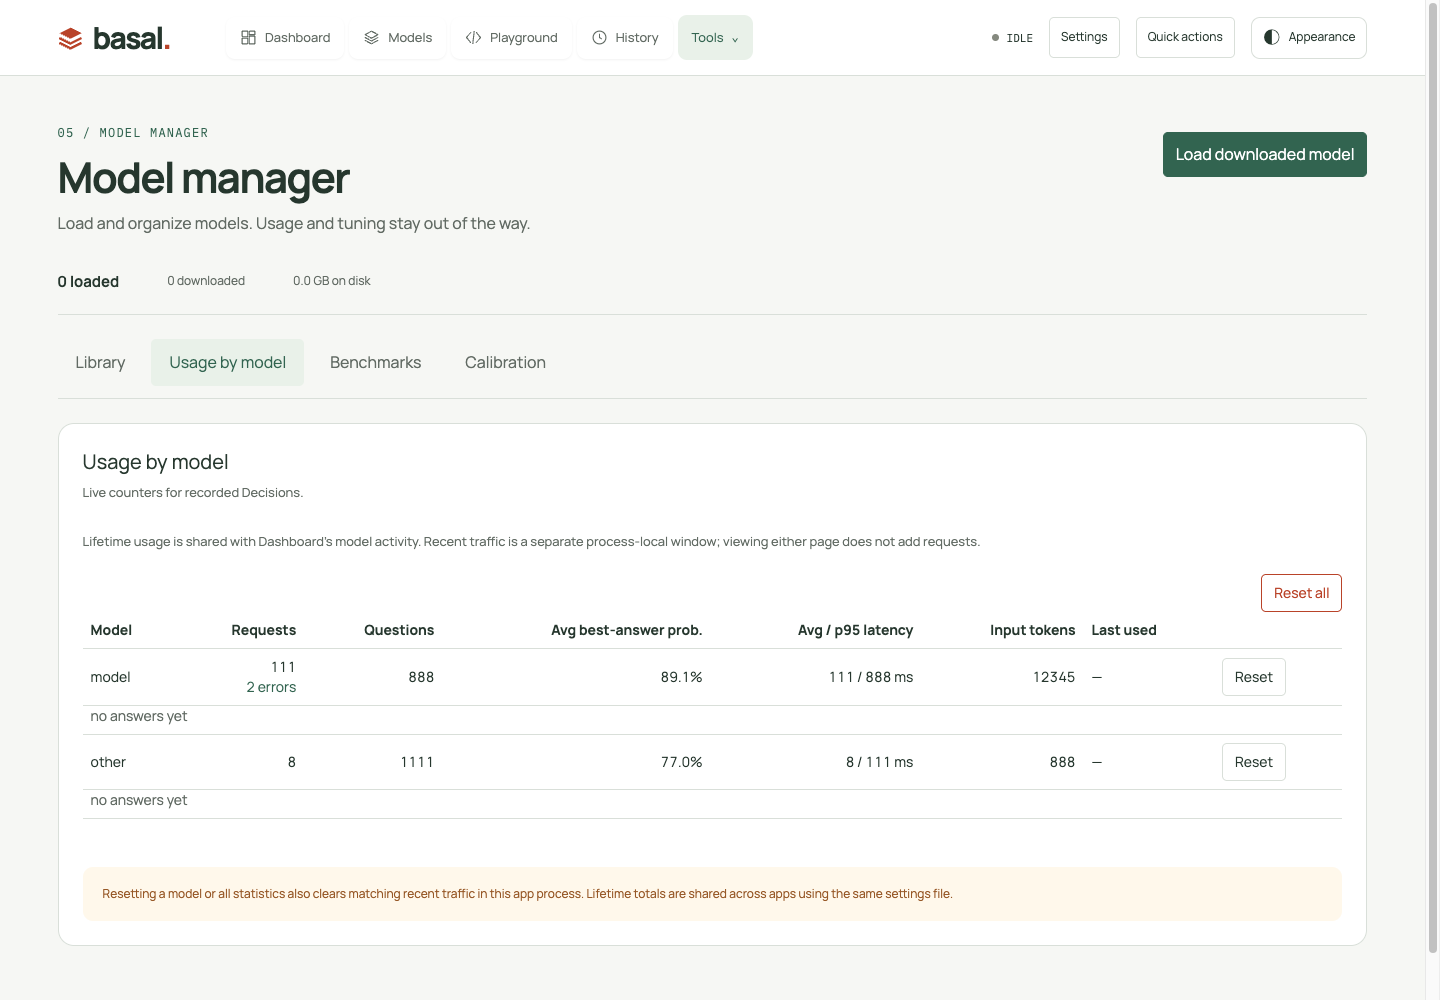 basal.
Dashboard
Models
Playground
History
Tools
IDLE
Settings
Quick actions
Appearance
05 / MODEL MANAGER
Model manager
Load and organize models. Usage and tuning stay out of the way.
Load downloaded model
0 loaded
0 downloaded
0.0 GB on disk
Library
Usage by model
Benchmarks
Calibration
Usage by model
Live counters for recorded Decisions.
Lifetime usage is shared with Dashboard's model activity. Recent traffic is a separate process-local window; viewing either page does not add requests.
Reset all
Model Requests Questions Avg best-answer prob. Avg / p95 latency Input tokens Last used
model 111 888 89.1% 111 / 888 ms 12345 — Reset
2 errors
no answers yet
other 8 1111 77.0% 8 / 111 ms 888 — Reset
no answers yet
Resetting a model or all statistics also clears matching recent traffic in this app process. Lifetime totals are shared across apps using the same settings file.